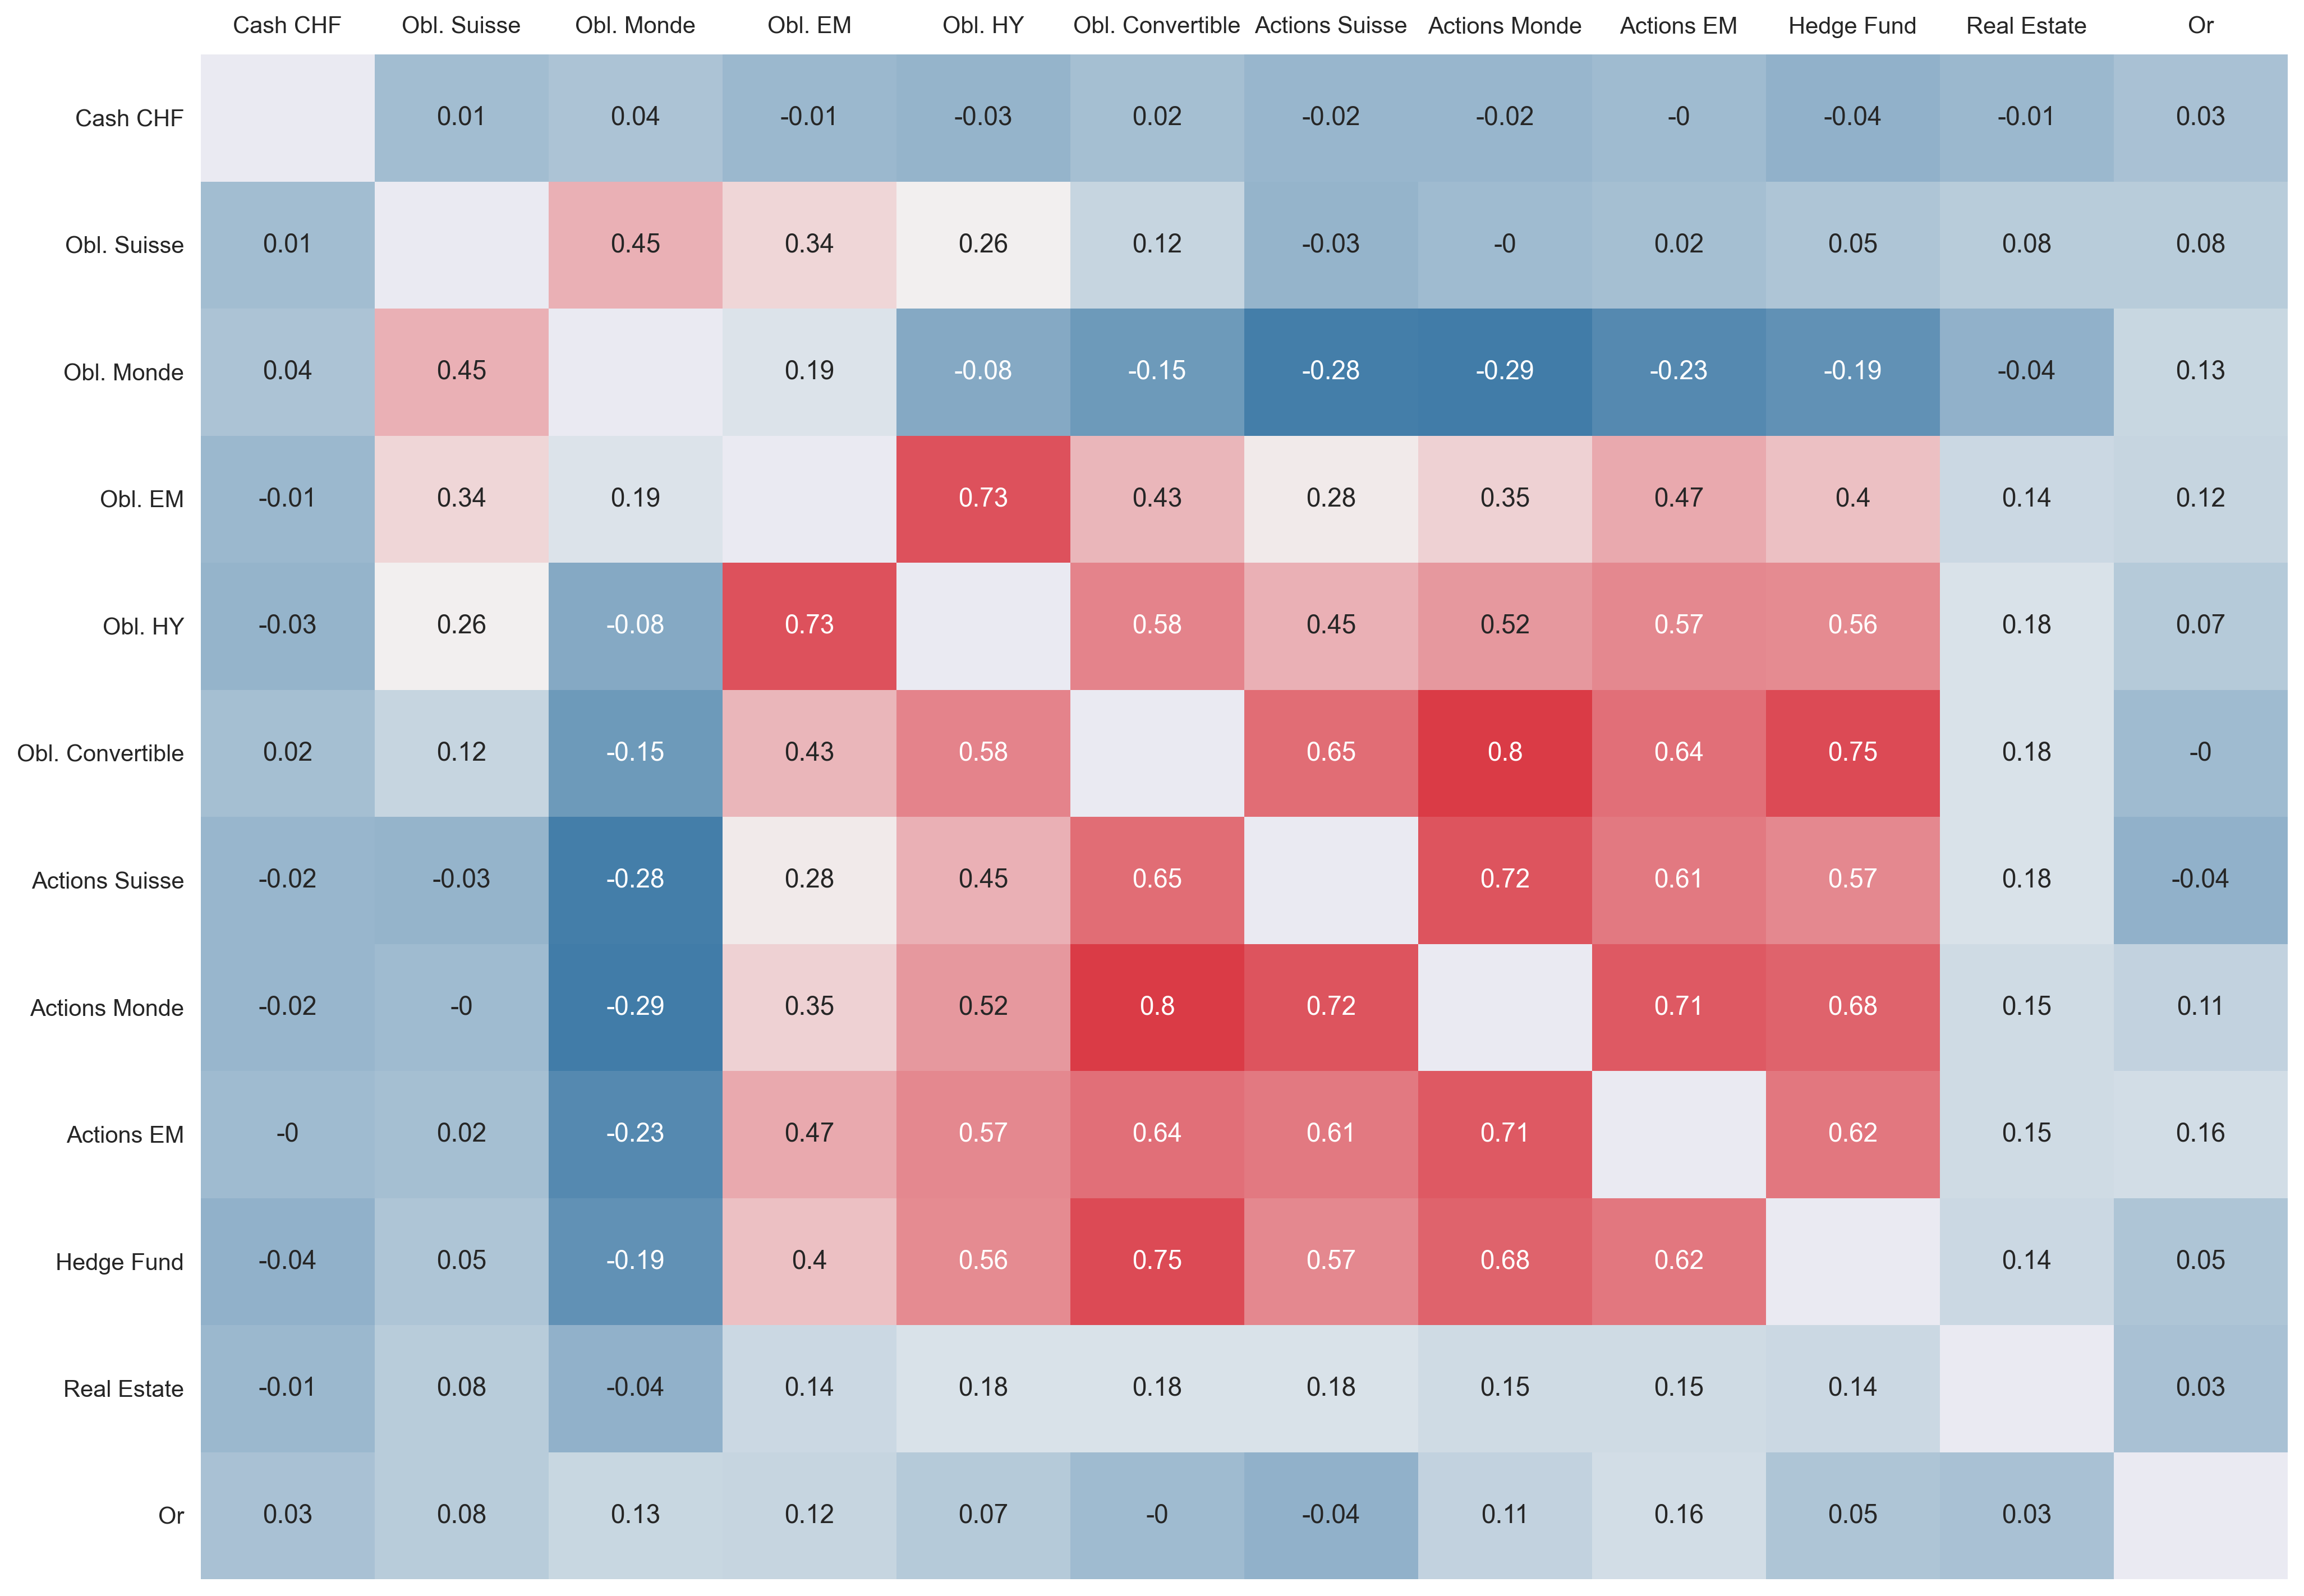 Cash CHF Obl. Suisse Obl. Monde Obl. EM Obl. HY Obl. Convertible Actions Suisse Actions Monde Actions EM Hedge Fund Real Estate Or
Cash CHF 0.01 0.04 -0.01 -0.03 0.02 -0.02 -0.02 -0 -0.04 -0.01 0.03
Obl. Suisse 0.01 0.45 0.34 0.26 0.12 -0.03 -0 0.02 0.05 0.08 0.08
Obl. Monde 0.04 0.45 0.19 -0.08 -0.15 -0.28 -0.29 -0.23 -0.19 -0.04 0.13
Obl. EM -0.01 0.34 0.19 0.73 0.43 0.28 0.35 0.47 0.4 0.14 0.12
Obl. HY -0.03 0.26 -0.08 0.73 0.58 0.45 0.52 0.57 0.56 0.18 0.07
Obl. Convertible 0.02 0.12 -0.15 0.43 0.58 0.65 0.8 0.64 0.75 0.18 -0
Actions Suisse -0.02 -0.03 -0.28 0.28 0.45 0.65 0.72 0.61 0.57 0.18 -0.04
Actions Monde -0.02 -0 -0.29 0.35 0.52 0.8 0.72 0.71 0.68 0.15 0.11
Actions EM -0 0.02 -0.23 0.47 0.57 0.64 0.61 0.71 0.62 0.15 0.16
Hedge Fund -0.04 0.05 -0.19 0.4 0.56 0.75 0.57 0.68 0.62 0.14 0.05
Real Estate -0.01 0.08 -0.04 0.14 0.18 0.18 0.18 0.15 0.15 0.14 0.03
Or 0.03 0.08 0.13 0.12 0.07 -0 -0.04 0.11 0.16 0.05 0.03